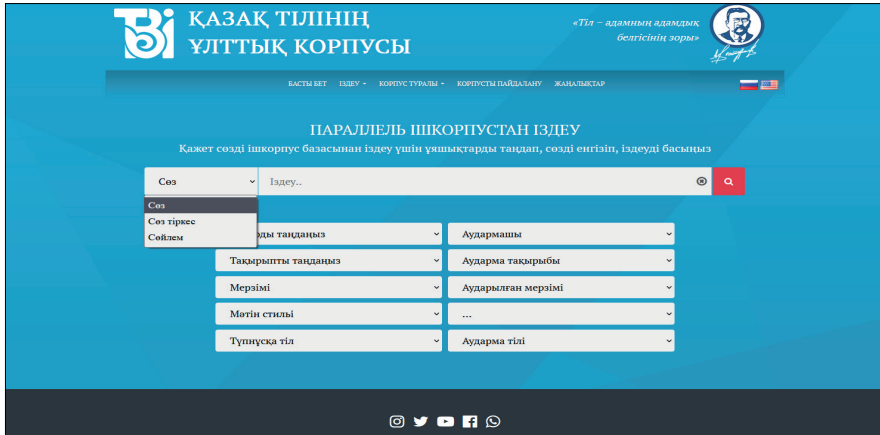 ҚАЗАҚ ТІЛІНІҢ
ҰЛТТЫҚ КОРПУСЫ
«Тіл – адамның адамдық
белгісінің зоры»
БАСТЫ БЕТ ІЗДЕУ КОРПУС ТУРАЛЫ КОРПУСТЫ ПАЙДАЛАНУ ЖАҢАЛЫҚТАР
ПАРАЛЛЕЛЬ ІШКОРПУСТАН ІЗДЕУ
Қажет сөзді ішкорпус базасынан іздеу үшін ұяшықтарды таңдап, сөзді енгізіп, іздеуді басыңыз
Сөз Іздеу..
Сөз
Сөз тіркес
Сөйлем
таңдаңыз Аудармашы
Тақырыпты таңдаңыз Аударма тақырыбы
Мерзімі Аударылған мерзімі
Мәтін стильі ...
Түпнұсқа тіл Аударма тілі